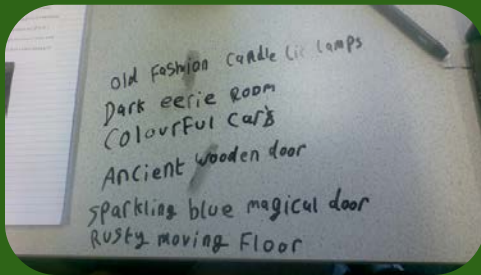 Old Fashion candle lit lamps
Dark eerie Room
Colourful cars
Ancient wooden door
sparkling blue magical door
Rusty moving Floor